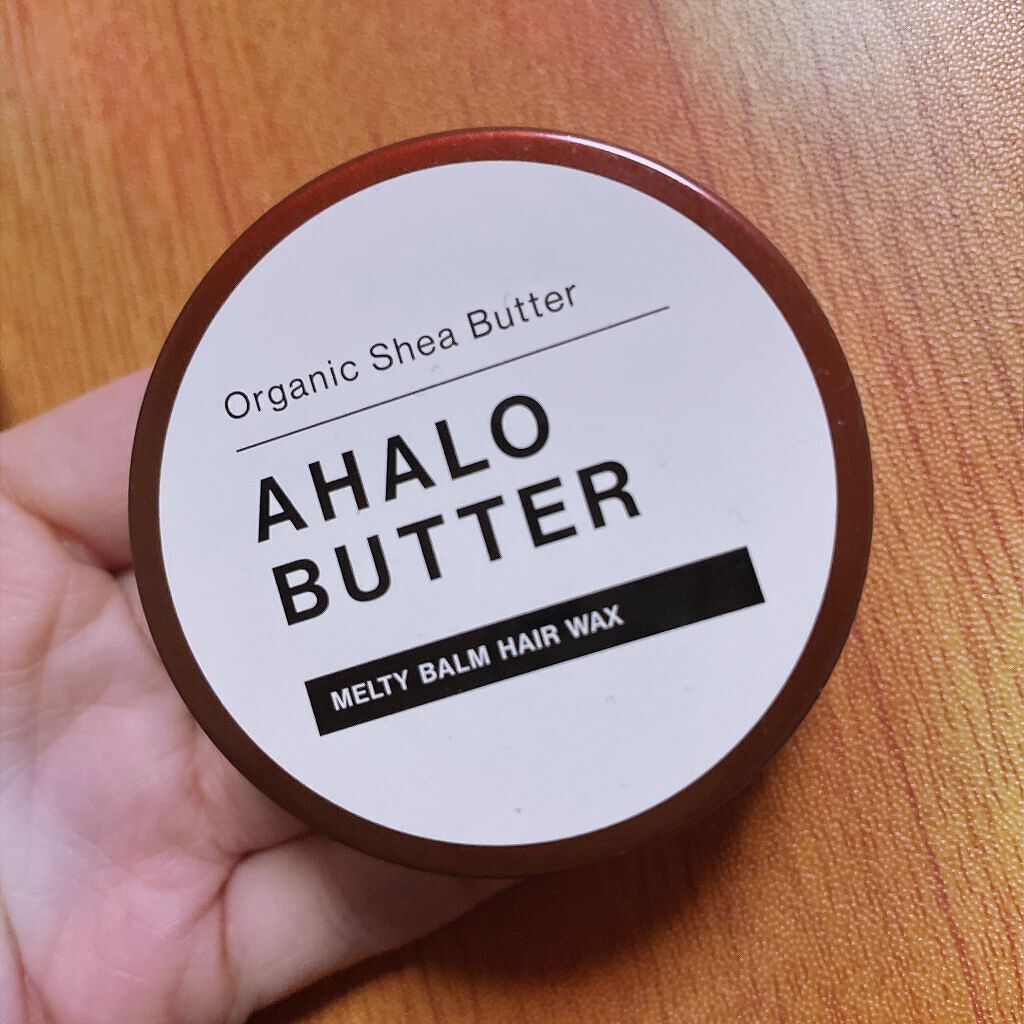 Organic Shea Butter
AHALO
BUTTER
MELTY BALM HAIR WAX